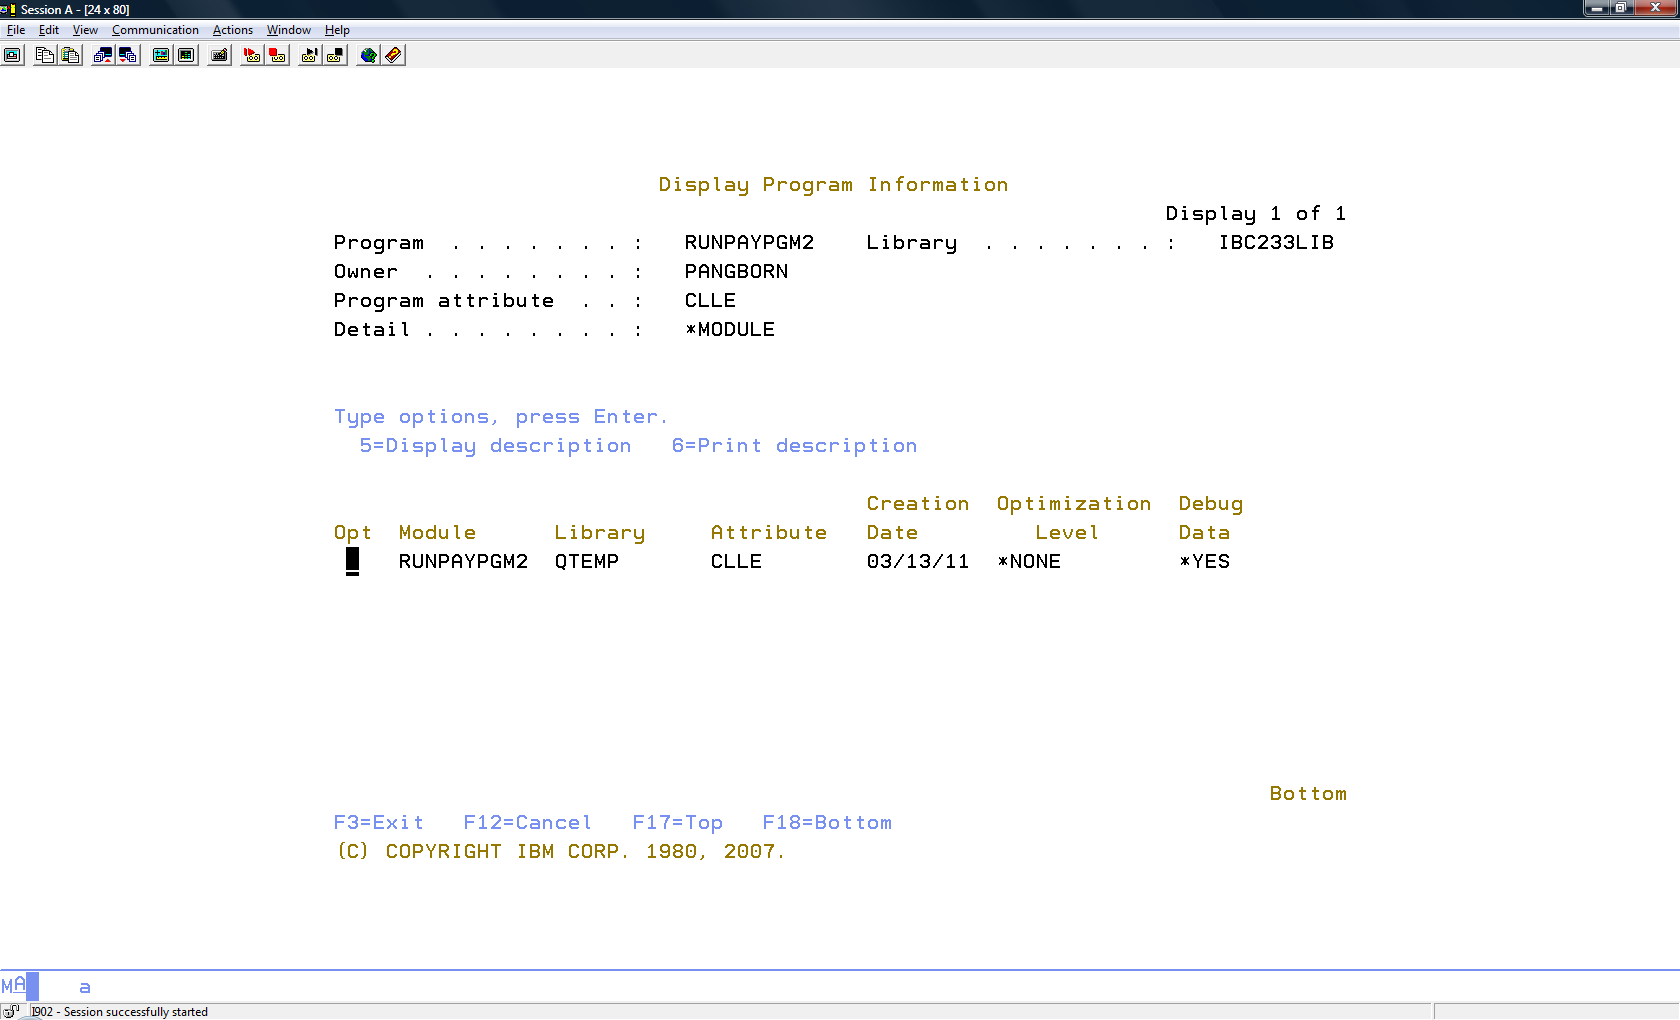 Session A - [24 x 80]
File Edit View Communication Actions Window Help
Display Program Information
Display 1 of 1
Program . . . . . . . : RUNPAYPGM2 Library . . . . . . . : IBC233LIB
Owner . . . . . . . . : PANGBORN
Program attribute . . : CLLE
Detail . . . . . . . . : *MODULE
Type options, press Enter.
5=Display description 6=Print description
Creation Optimization Debug
Opt Module Library Attribute Date Level Data
RUNPAYPGM2 QTEMP CLLE 03/13/11 *NONE *YES
Bottom
F3=Exit F12=Cancel F17=Top F18=Bottom
(C) COPYRIGHT IBM CORP. 1980, 2007.
MA a
I902 - Session successfully started